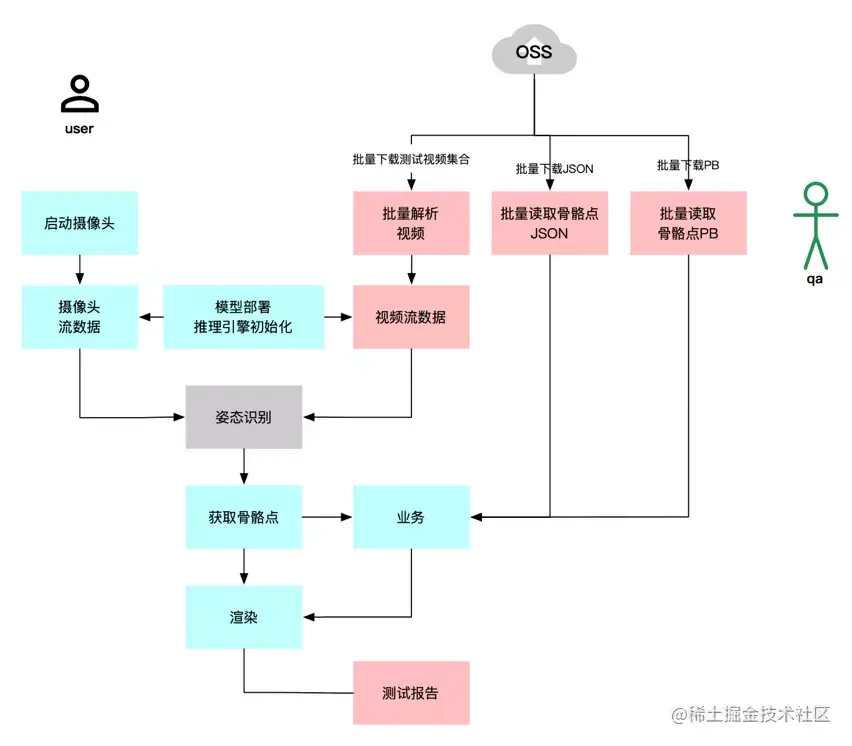 OSS
user
批量下载测试视频集合
批量下载JSON
批量下载PB
启动摄像头
批量解析
视频
批量读取骨骼点
JSON
批量读取
骨骼点PB
qa
摄像头
流数据
模型部署
推理引擎初始化
视频流数据
姿态识别
获取骨骼点
业务
渲染
测试报告
@稀土掘金技术社区